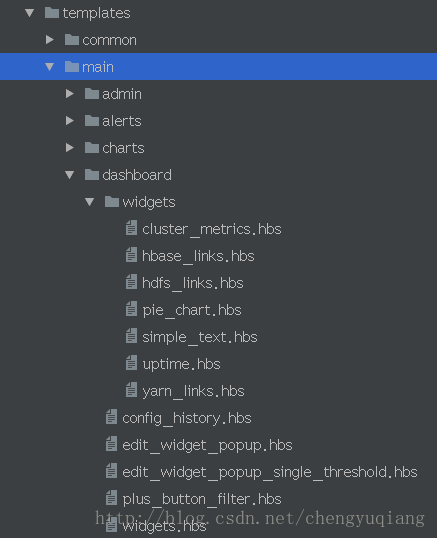 templates
common
main
admin
alerts
charts
dashboard
widgets
cluster_metrics.hbs
hbase_links.hbs
hdfs_links.hbs
pie_chart.hbs
simple_text.hbs
uptime.hbs
yarn_links.hbs
config_history.hbs
edit_widget_popup.hbs
edit_widget_popup_single_threshold.hbs
plus_button_filter.hbs
http://blog.csdn.net/chengyuqiang
widgets.hbs